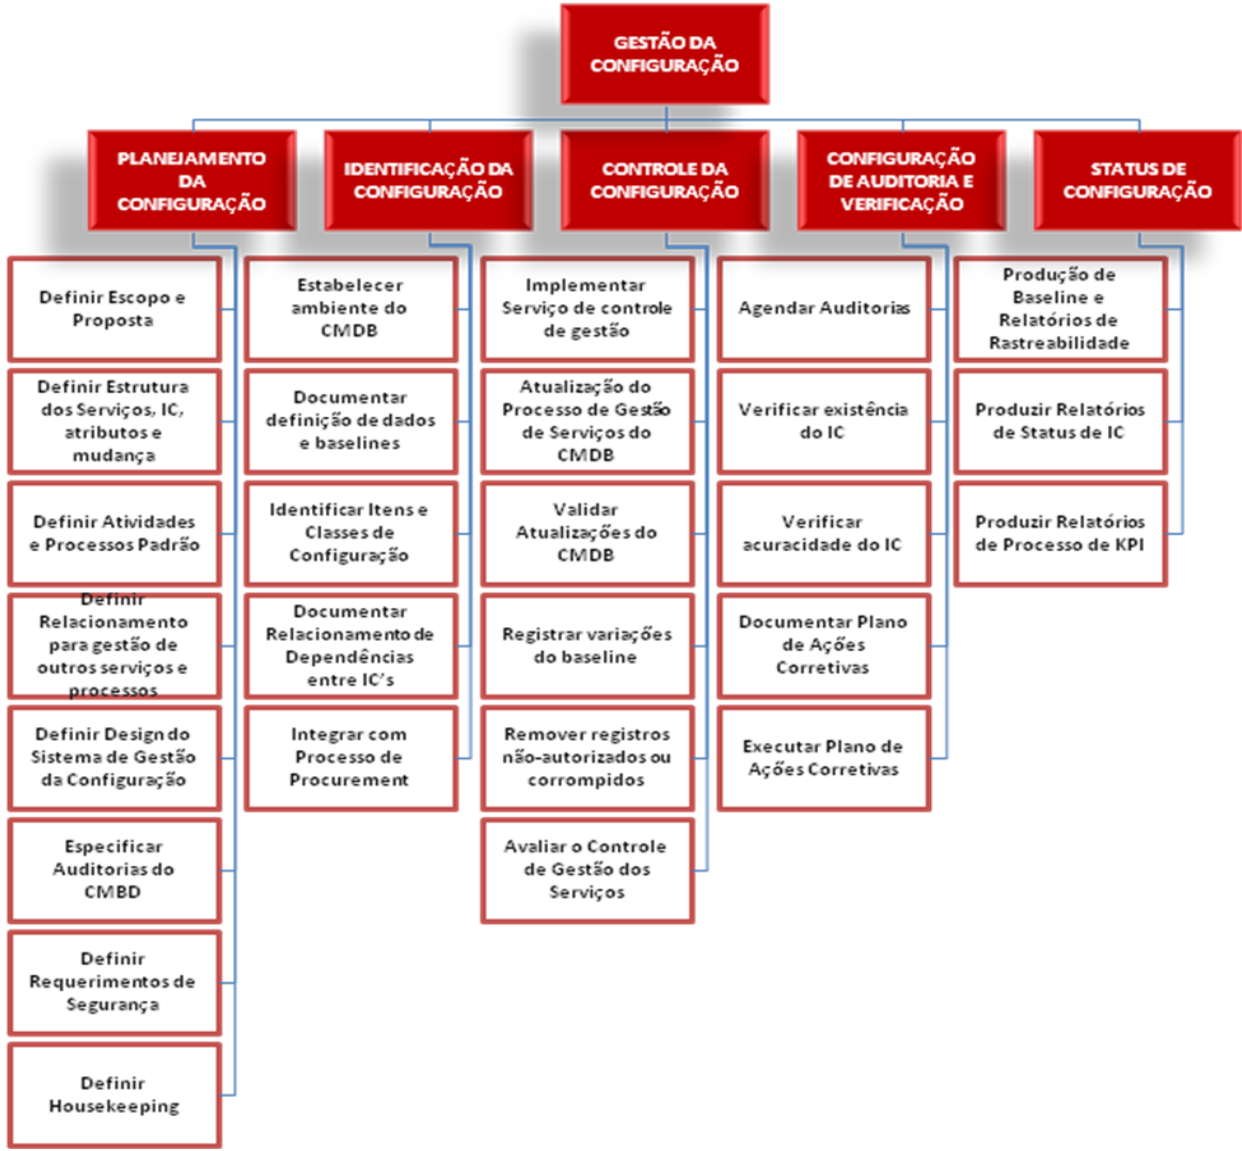 GESTÃO DA
CONFIGURAÇÃO
PLANEJAMENTO
DA
CONFIGURAÇÃO
IDENTIFICAÇÃO DA
CONFIGURAÇÃO
CONTROLE DA
CONFIGURAÇÃO
CONFIGURAÇÃO
DE AUDITORIA E
VERIFICAÇÃO
STATUS DE
CONFIGURAÇÃO
Definir Escopo e
Proposta
Definir Estrutura
dos Serviços, IC,
atributos e
mudança
Definir Atividades
e Processos Padrão
Definir
Relacionamento
para gestão de
outros serviços e
processos
Definir Design do
Sistema de Gestão
da Configuração
Especificar
Auditorias do
CMBD
Definir
Requerimentos de
Segurança
Definir
Housekeeping
Estabelecer
ambiente do
CMDB
Documentar
definição de dados
e baselines
Identificar Itens e
Classes de
Configuração
Documentar
Relacionamento de
Dependências
entre IC's
Integrar com
Processo de
Procurement
Implementar
Serviço de controle
de gestão
Atualização do
Processo de Gestão
de Serviços do
CMDB
Validar
Atualizações do
CMDB
Registrar variações
do baseline
Remover registros
não-autorizados ou
corrompidos
Avaliar o Controle
de Gestão dos
Serviços
Agendar Auditorias
Verificar existência
do IC
Verificar
acuracidade do IC
Documentar Plano
de Ações
Corretivas
Executar Plano de
Ações Corretivas
Produção de
Baseline e
Relatórios de
Rastreabilidade
Produzir Relatórios
de Status de IC
Produzir Relatórios
de Processo de KPI